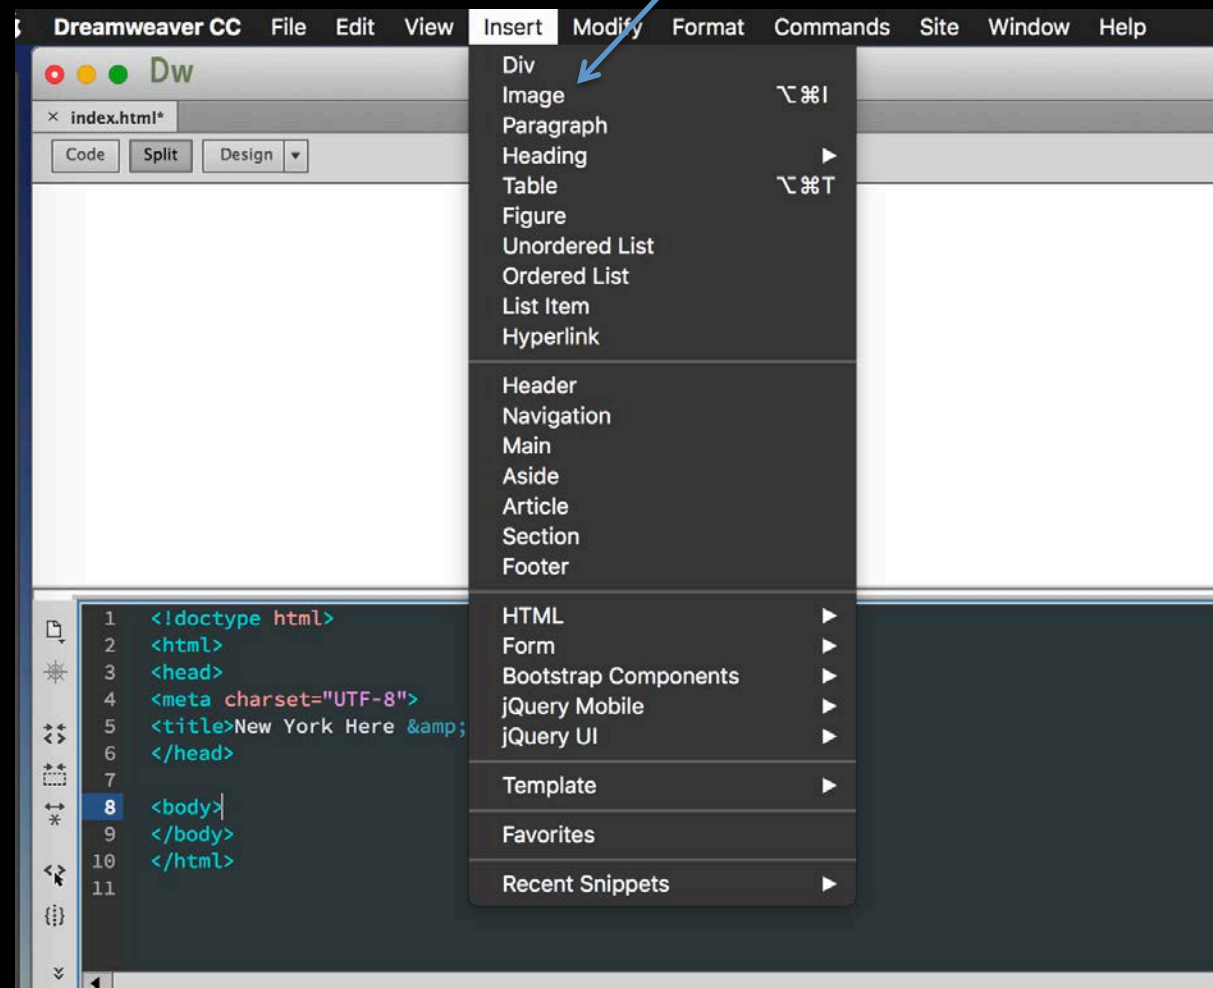 Dreamweaver CC File Edit View Insert Modify Format Commands Site Window Help
Dw
× index.html*
Code Split Design
Div
Image ⌥⌘I
Paragraph
Heading
Table ⌥⌘T
Figure
Unordered List
Ordered List
List Item
Hyperlink
Header
Navigation
Main
Aside
Article
Section
Footer
HTML
Form
Bootstrap Components
jQuery Mobile
jQuery UI
Template
Favorites
Recent Snippets
1 <!doctype html>
2 <html>
3 <head>
4 <meta charset="UTF-8">
5 <title>New York Here &amp;
6 </head>
7
8 <body>
9 </body>
10 </html>
11